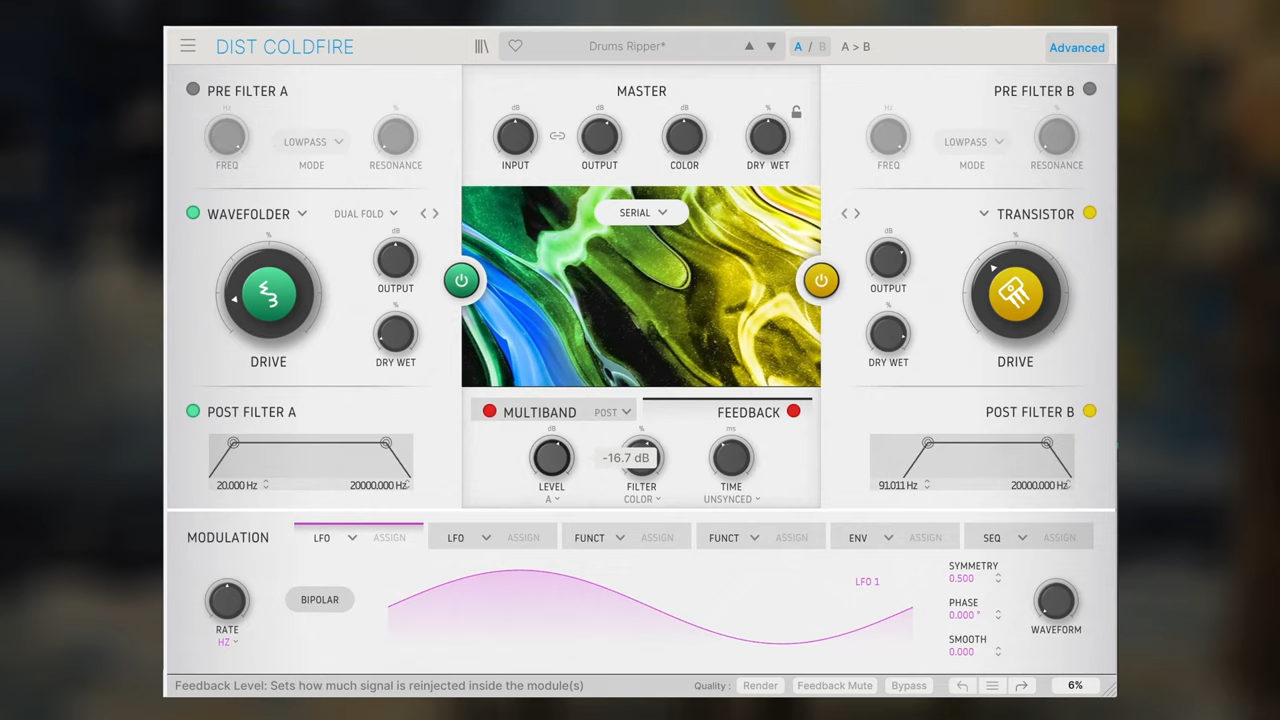 DIST COLDFIRE
Drums Ripper*
A / B
A > B
Advanced
PRE FILTER A
Hz
%
LOWPASS
FREQ
MODE
RESONANCE
MASTER
dB
dB
dB
%
INPUT
OUTPUT
COLOR
DRY WET
PRE FILTER B
Hz
%
LOWPASS
FREQ
MODE
RESONANCE
WAVEFOLDER
DUAL FOLD
%
dB
OUTPUT
%
DRY WET
DRIVE
SERIAL
TRANSISTOR
dB
%
OUTPUT
%
DRY WET
DRIVE
POST FILTER A
20.000 Hz
20000.000 Hz
MULTIBAND
POST
FEEDBACK
dB
%
ms
-16.7 dB
LEVEL
FILTER
TIME
A
COLOR
UNSYNCED
POST FILTER B
91.011 Hz
20000.000 Hz
MODULATION
LFO
ASSIGN
LFO
ASSIGN
FUNCT
ASSIGN
FUNCT
ASSIGN
ENV
ASSIGN
SEQ
ASSIGN
RATE
HZ
BIPOLAR
LFO 1
SYMMETRY
0.500
PHASE
0.000 °
SMOOTH
0.000
WAVEFORM
Feedback Level: Sets how much signal is reinjected inside the module(s)
Quality :
Render
Feedback Mute
Bypass
6%